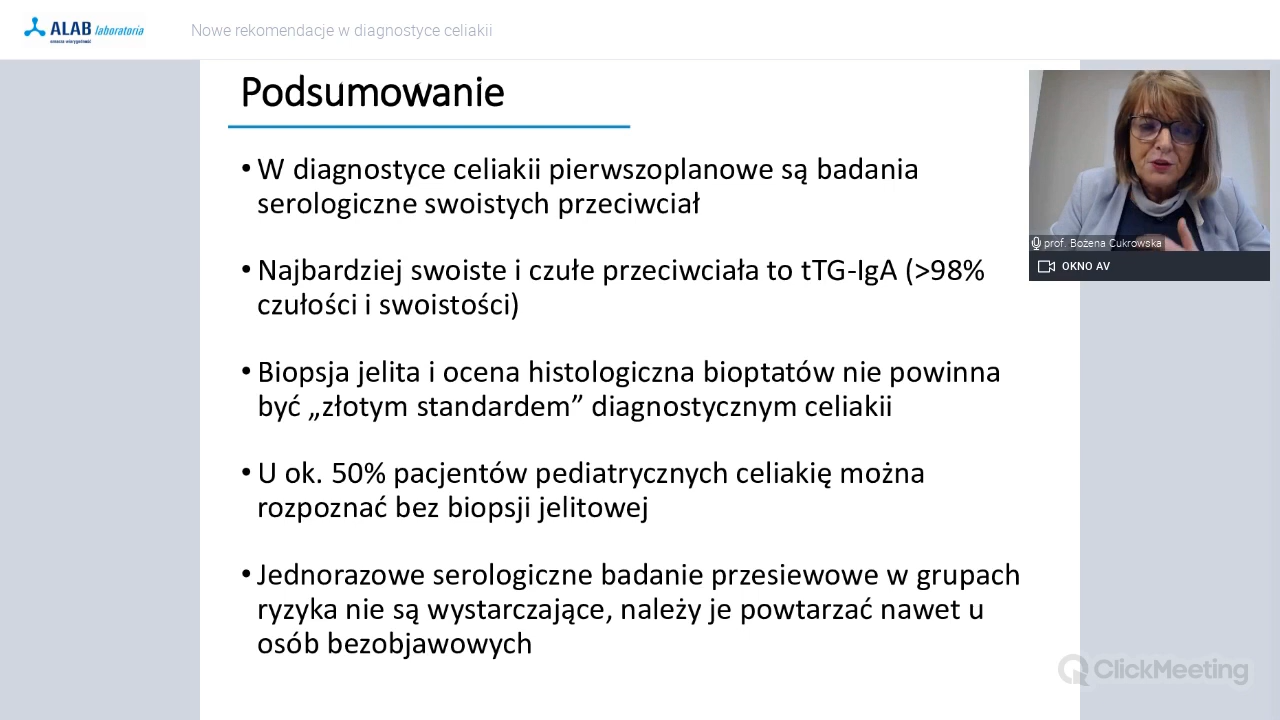 ALAB laboratoria
Nowe rekomendacje w diagnostyce celiakii
Podsumowanie
• W diagnostyce celiakii pierwszoplanowe są badania
serologiczne swoistych przeciwciał
• Najbardziej swoiste i czułe przeciwciała to tTG-IgA (>98%
czułości i swoistości)
• Biopsja jelita i ocena histologiczna bioptatów nie powinna
być „złotym standardem” diagnostycznym celiakii
• U ok. 50% pacjentów pediatrycznych celiakię można
rozpoznać bez biopsji jelitowej
• Jednorazowe serologiczne badanie przesiewowe w grupach
ryzyka nie są wystarczające, należy je powtarzać nawet u
osób bezobjawowych
prof. Bożena Cukrowska
OKNO AV
ClickMeeting